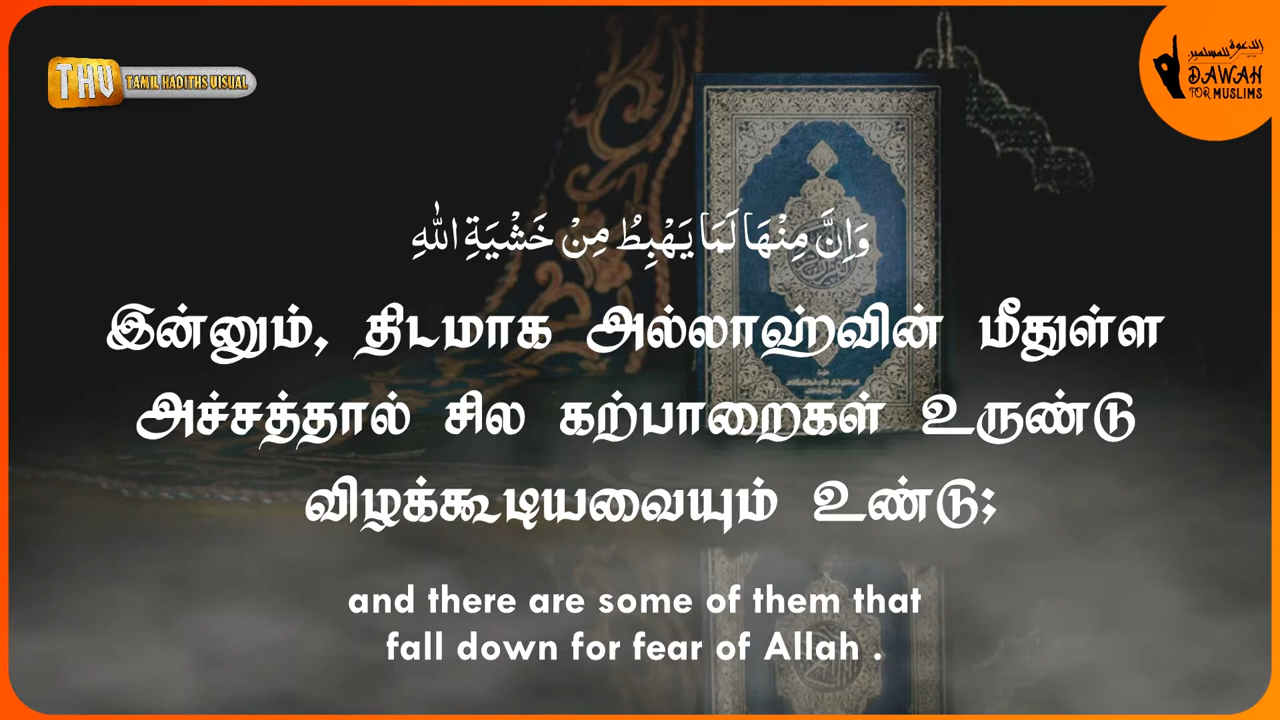 THV TAMIL HADITHS VISUAL
الدعوة للمسلمين
DAWAH
FOR MUSLIMS
وَاِنَّ مِنْهَا لَمَا يَهْبِطُ مِنْ خَشْيَةِ اللّٰهِ
இன்னும், திடமாக அல்லாஹ்வின் மீதுள்ள
அச்சத்தால் சில கற்பாறைகள் உருண்டு
விழக்கூடியவையும் உண்டு;
and there are some of them that
fall down for fear of Allah .